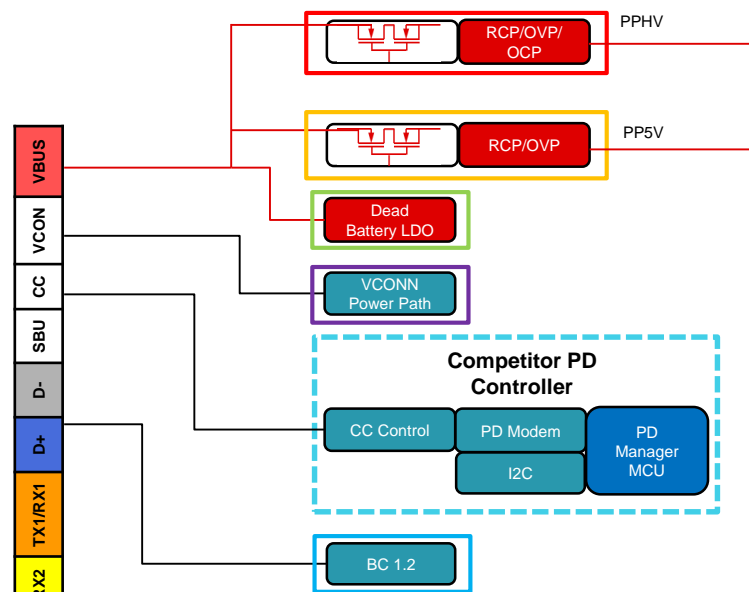 PPHV
RCP/OVP/
OCP
PP5V
RCP/OVP
VBUS
Dead
Battery LDO
VCON
VCONN
Power Path
CC
SBU
Competitor PD
Controller
D-
CC Control
PD Modem
PD
Manager
MCU
I2C
D+
TX1/RX1
BC 1.2
RX2